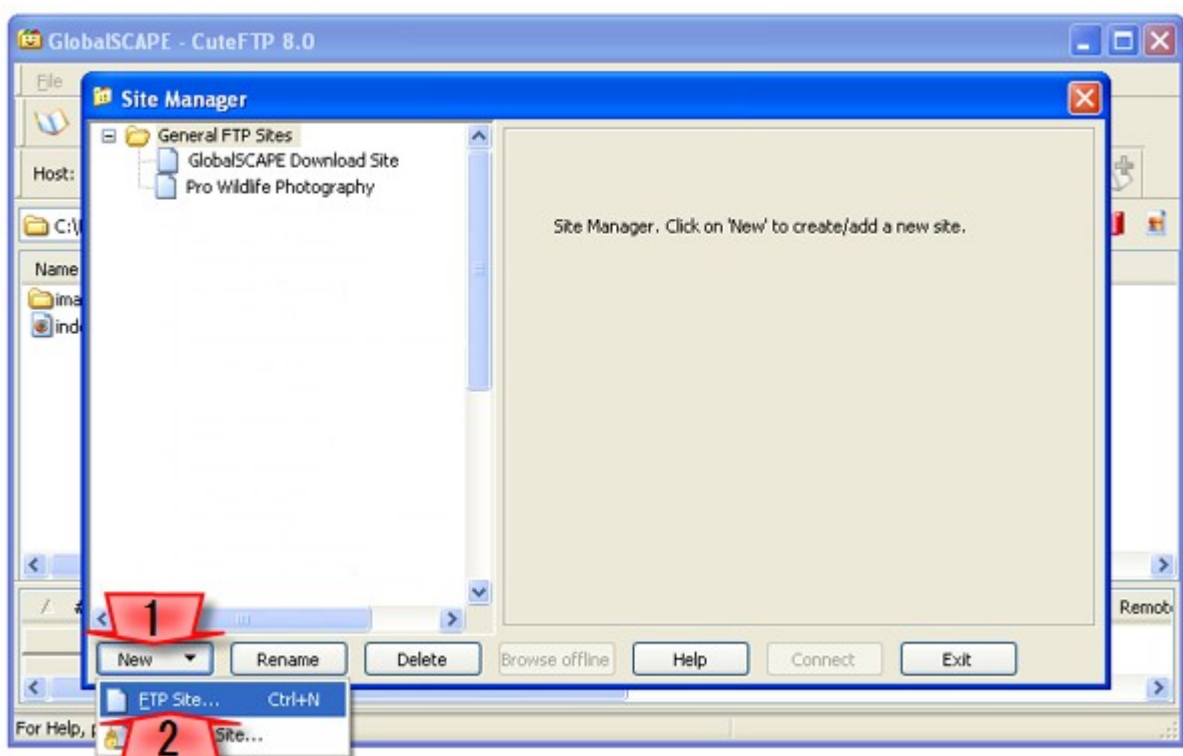 GlobalSCAPE - CuteFTP 8.0
File
Site Manager
General FTP Sites
GlobalSCAPE Download Site
Pro Wildlife Photography
Host:
C:\
Site Manager. Click on 'New' to create/add a new site.
Name
ima
inde
/ #
Remot
1
New Rename Delete Browse offline Help Connect Exit
FTP Site... Ctrl+N
For Help, p
2
Site...